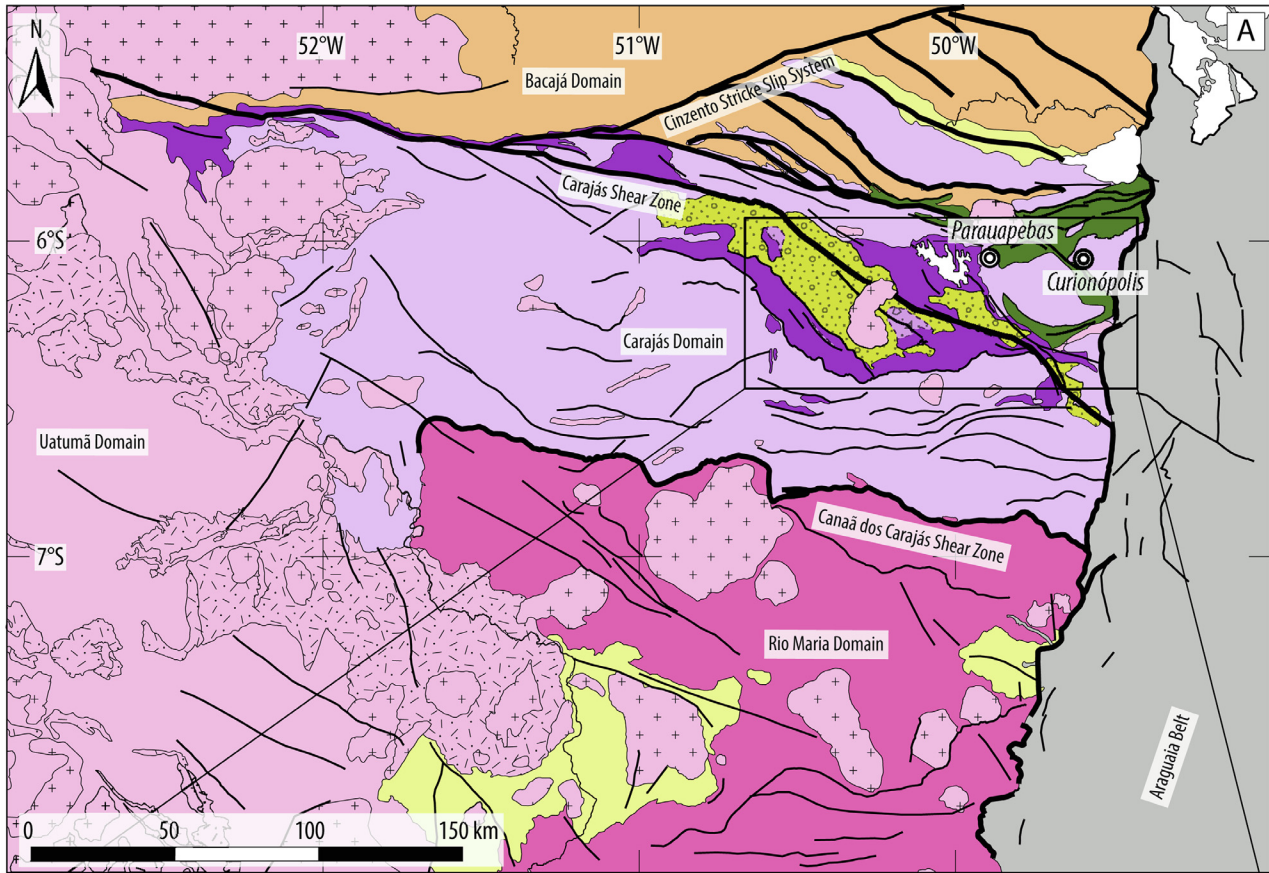 N
52°W
51°W
50°W
A
Bacajá Domain
Cinzento Stricke Slip System
Carajás Shear Zone
6°S
Parauapebas
Curionópolis
Carajás Domain
Uatumã Domain
Canaã dos Carajás Shear Zone
7°S
Rio Maria Domain
Araguaia Belt
0 50 100 150 km